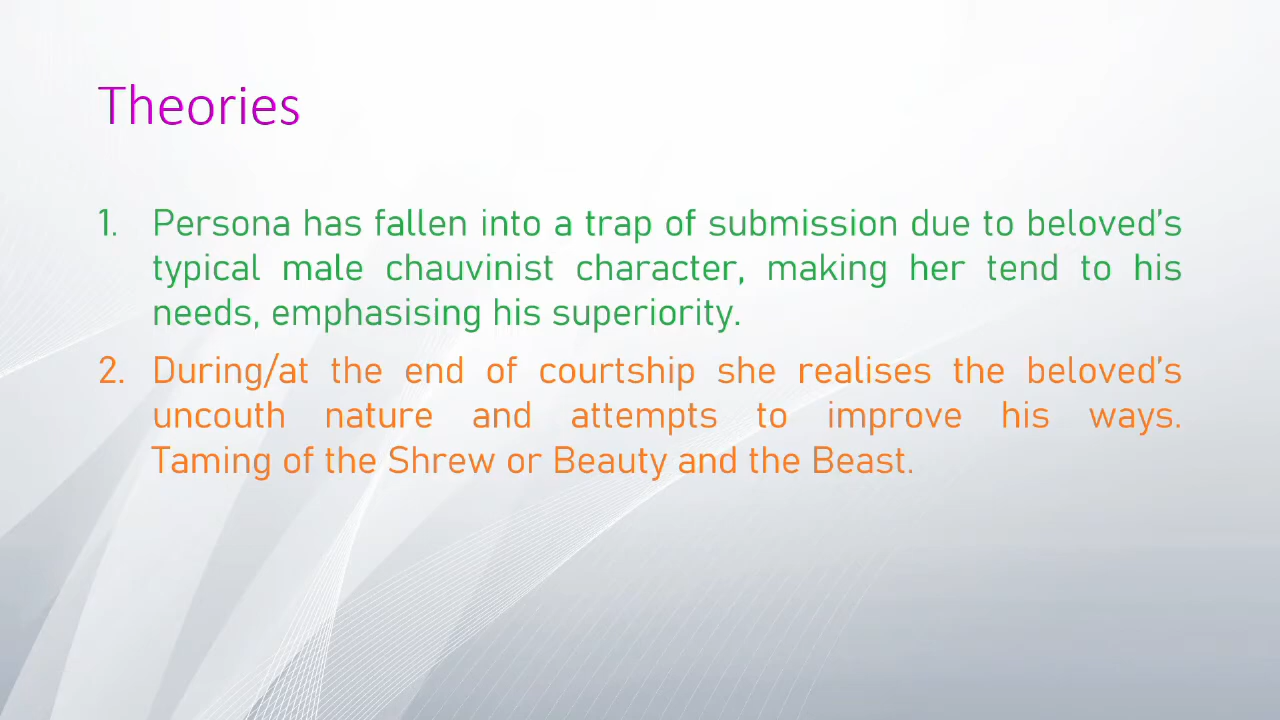 Theories
1. Persona has fallen into a trap of submission due to beloved's
typical male chauvinist character, making her tend to his
needs, emphasising his superiority.
2. During/at the end of courtship she realises the beloved's
uncouth nature and attempts to improve his ways.
Taming of the Shrew or Beauty and the Beast.